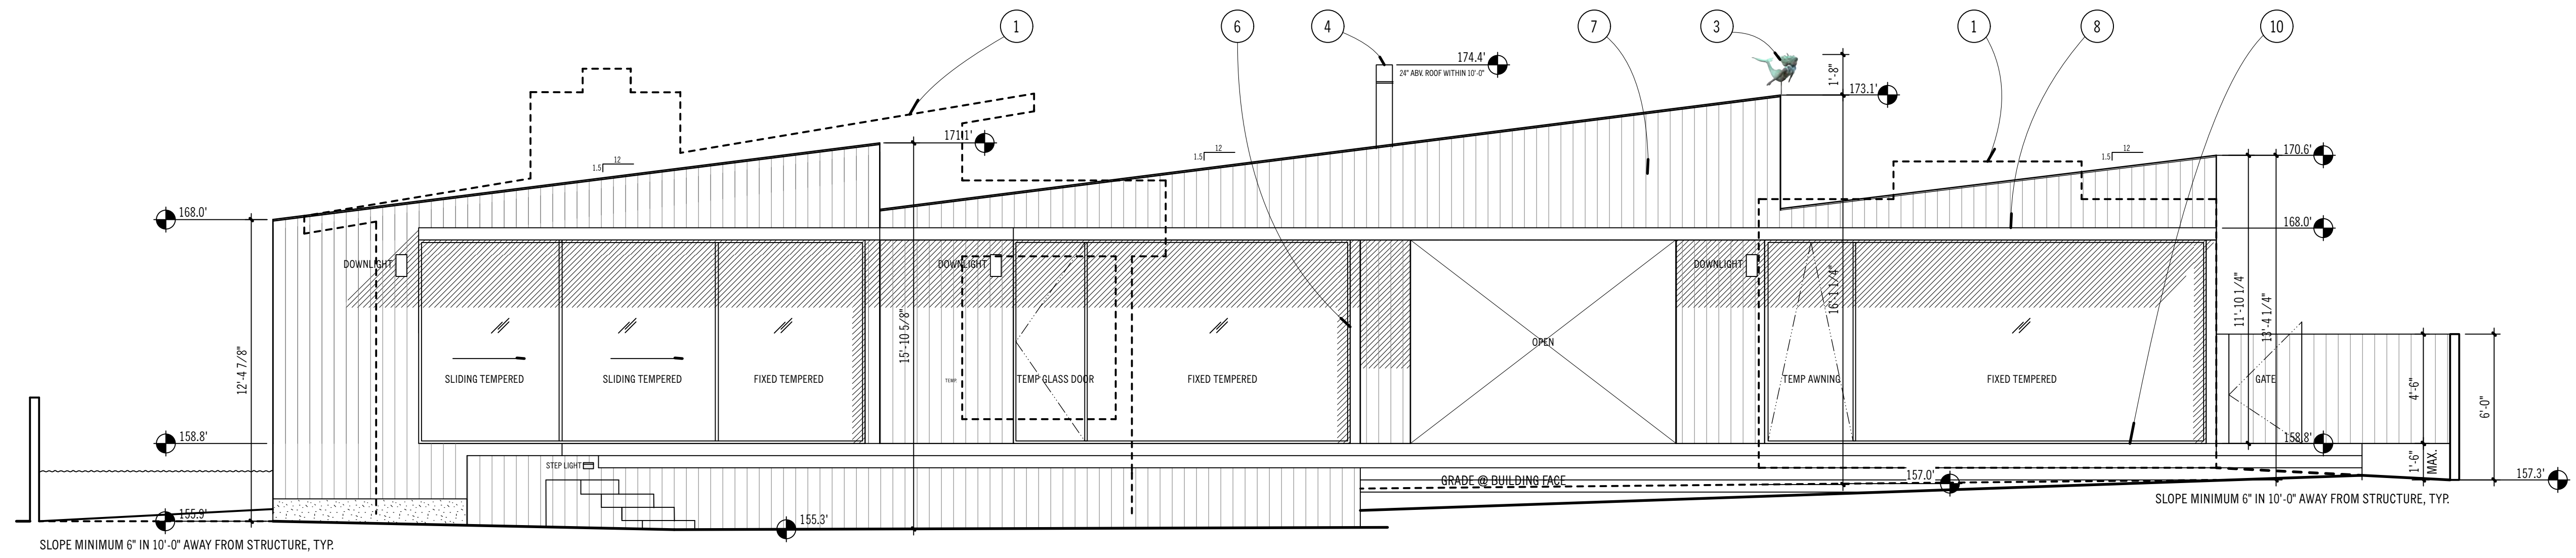 1
6
4
7
3
1
8
10
174.4'
24" ABV. ROOF WITHIN 10'-0"
1'-8"
173.1'
171.1'
12
1.5
12
1.5
12
1.5
170.6'
168.0'
168.0'
DOWNLIGHT
DOWNLIGHT
DOWNLIGHT
16'-1 1/4"
11'-10 1/4"
13'-4 1/4"
12'-4 7/8"
15'-10 5/8"
OPEN
SLIDING TEMPERED
SLIDING TEMPERED
FIXED TEMPERED
TEMP.
TEMP GLASS DOOR
FIXED TEMPERED
TEMP AWNING
FIXED TEMPERED
GATE
4'-6"
6'-0"
158.8'
158.8'
STEP LIGHT
1'-6"
MAX.
GRADE @ BUILDING FACE
157.0'
157.3'
SLOPE MINIMUM 6" IN 10'-0" AWAY FROM STRUCTURE, TYP.
155.9'
155.3'
SLOPE MINIMUM 6" IN 10'-0" AWAY FROM STRUCTURE, TYP.